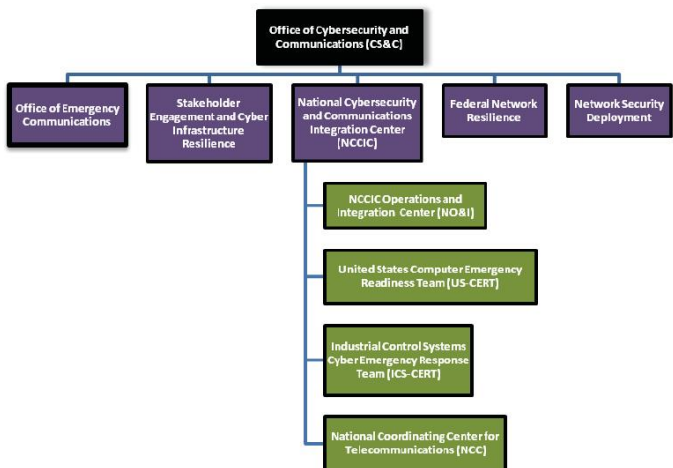 Office of Cybersecurity and
Communications (CS&C)
Office of Emergency
Communications
Stakeholder
Engagement and Cyber
Infrastructure
Resilience
National Cybersecurity
and Communications
Integration Center
(NCCIC)
Federal Network
Resilience
Network Security
Deployment
NCCIC Operations and
Integration Center (NO&I)
United States Computer Emergency
Readiness Team (US-CERT)
Industrial Control Systems
Cyber Emergency Response
Team (ICS-CERT)
National Coordinating Center for
Telecommunications (NCC)